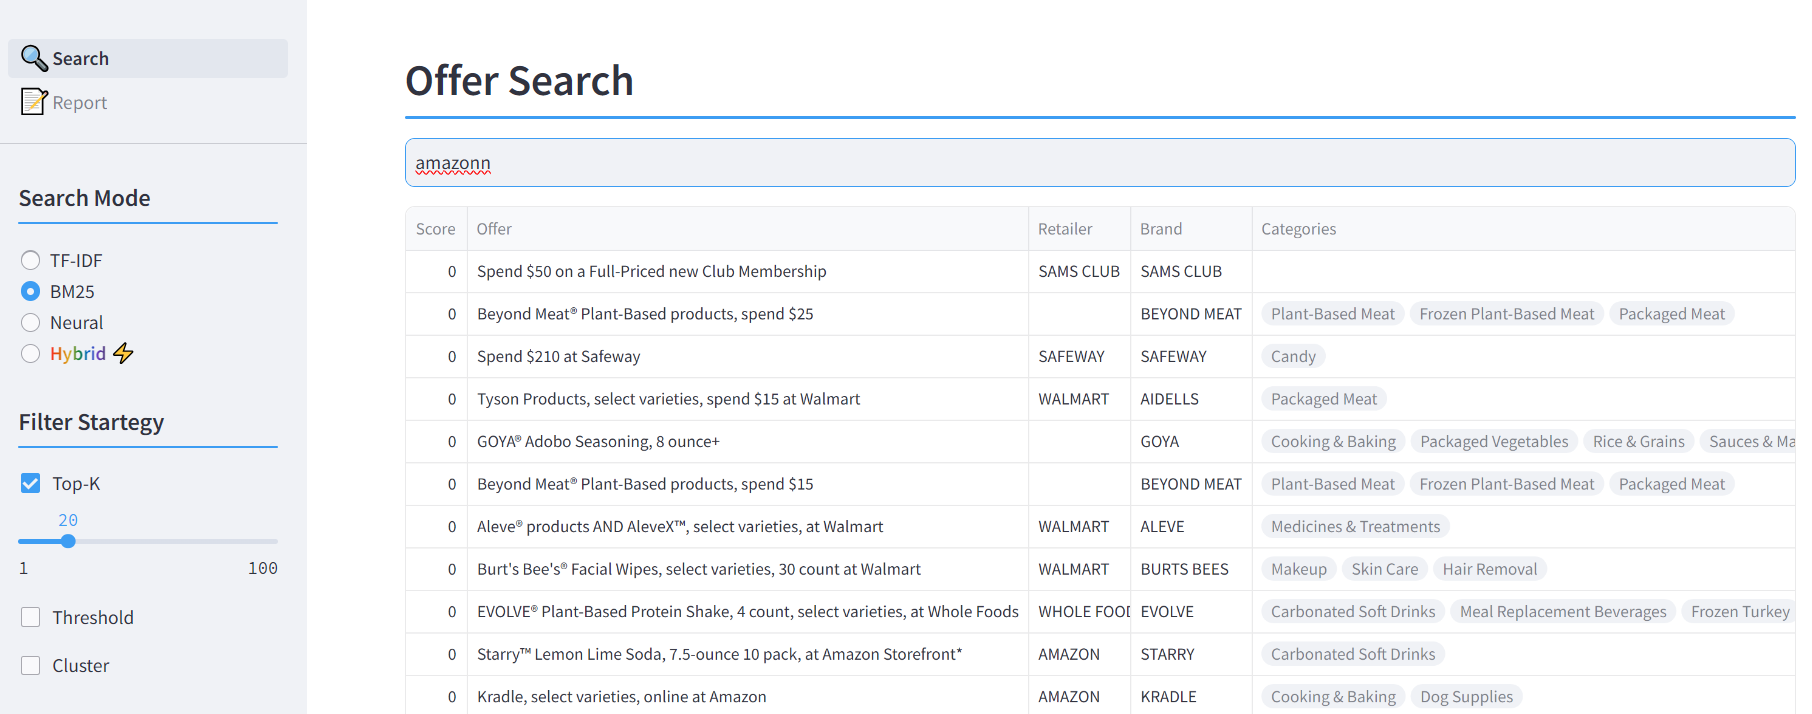 Search
Report
Search Mode
TF-IDF
BM25
Neural
Hybrid
Filter Startegy
Top-K
20
1 100
Threshold
Cluster
Offer Search
amazonn
Score Offer Retailer Brand Categories
0 Spend $50 on a Full-Priced new Club Membership SAMS CLUB SAMS CLUB
0 Beyond Meat® Plant-Based products, spend $25 BEYOND MEAT Plant-Based Meat Frozen Plant-Based Meat Packaged Meat
0 Spend $210 at Safeway SAFEWAY SAFEWAY Candy
0 Tyson Products, select varieties, spend $15 at Walmart WALMART AIDELLS Packaged Meat
0 GOYA® Adobo Seasoning, 8 ounce+ GOYA Cooking & Baking Packaged Vegetables Rice & Grains Sauces & Ma
0 Beyond Meat® Plant-Based products, spend $15 BEYOND MEAT Plant-Based Meat Frozen Plant-Based Meat Packaged Meat
0 Aleve® products AND AleveX™, select varieties, at Walmart WALMART ALEVE Medicines & Treatments
0 Burt's Bee's® Facial Wipes, select varieties, 30 count at Walmart WALMART BURTS BEES Makeup Skin Care Hair Removal
0 EVOLVE® Plant-Based Protein Shake, 4 count, select varieties, at Whole Foods WHOLE FOOD EVOLVE Carbonated Soft Drinks Meal Replacement Beverages Frozen Turkey
0 Starry™ Lemon Lime Soda, 7.5-ounce 10 pack, at Amazon Storefront* AMAZON STARRY Carbonated Soft Drinks
0 Kradle, select varieties, online at Amazon AMAZON KRADLE Cooking & Baking Dog Supplies